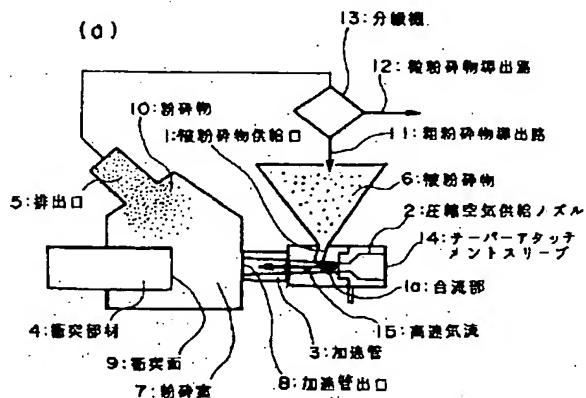 (a)
13:分級機
12:微粉砕物導出路
10:粉砕物
1:被粉砕物供給口
11:粗粉砕物導出路
6:被粉砕物
5:排出口
2:圧縮空気供給ノズル
14:テーパーアタッチ
メントスリーブ
1a:合流部
4:衝突部材
15:高速気流
9:衝突面
3:加速管
7:粉砕室
8:加速管出口